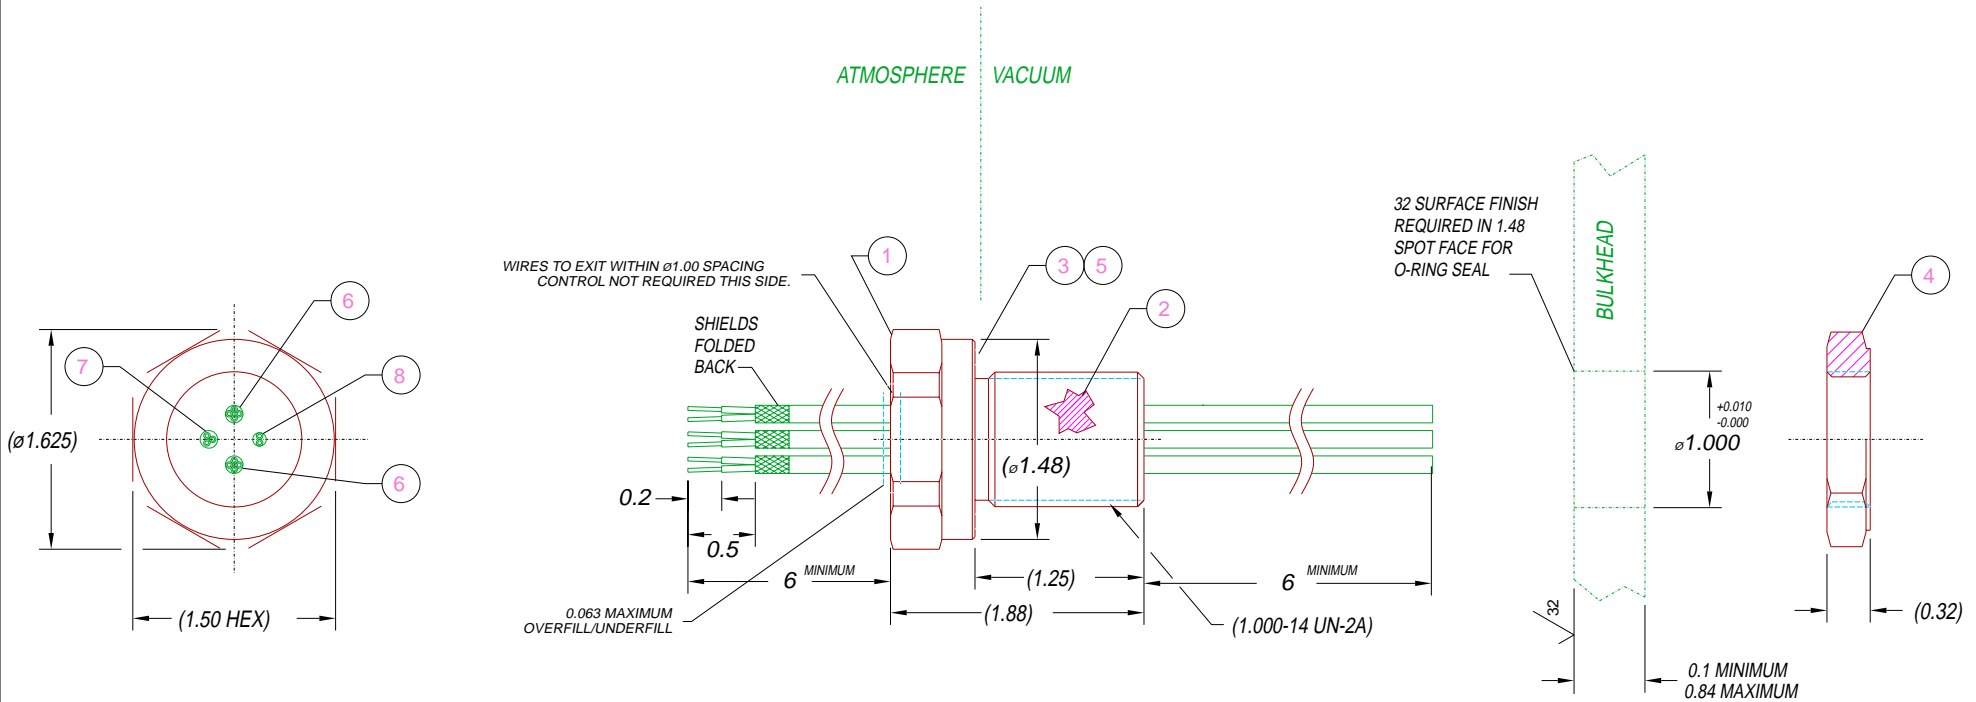 ATMOSPHERE VACUUM
6
7
8
6
(ø1.625)
(1.50 HEX)
WIRES TO EXIT WITHIN ø1.00 SPACING
CONTROL NOT REQUIRED THIS SIDE.
1
3 5
2
SHIELDS
FOLDED
BACK
(ø1.48)
0.2
0.5
6 MINIMUM
(1.25)
6 MINIMUM
(1.88)
0.063 MAXIMUM
OVERFILL/UNDERFILL
(1.000-14 UN-2A)
32 SURFACE FINISH
REQUIRED IN 1.48
SPOT FACE FOR
O-RING SEAL
BULKHEAD
4
+0.010
-0.000
ø1.000
32
(0.32)
0.1 MINIMUM
0.84 MAXIMUM